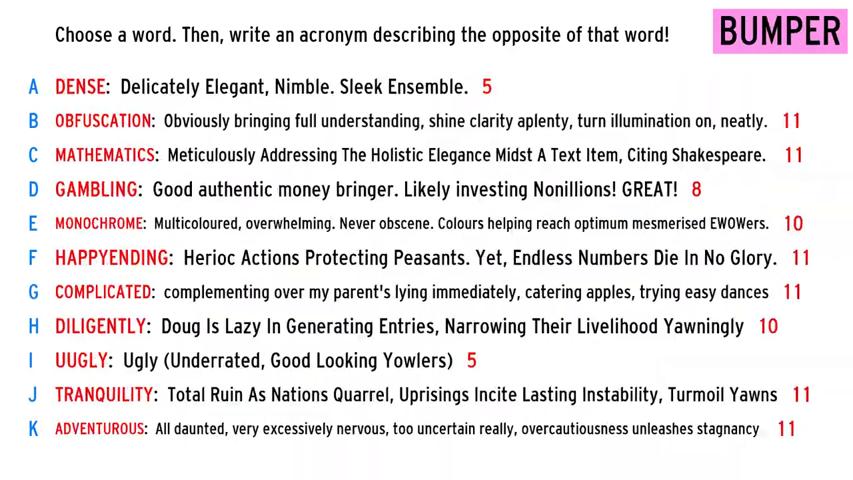 Choose a word. Then, write an acronym describing the opposite of that word!
BUMPER
A DENSE: Delicately Elegant, Nimble. Sleek Ensemble. 5
B OBFUSCATION: Obviously bringing full understanding, shine clarity aplenty, turn illumination on, neatly. 11
C MATHEMATICS: Meticulously Addressing The Holistic Elegance Midst A Text Item, Citing Shakespeare. 11
D GAMBLING: Good authentic money bringer. Likely investing Nonillions! GREAT! 8
E MONOCHROME: Multicoloured, overwhelming. Never obscene. Colours helping reach optimum mesmerised EWOWers. 10
F HAPPYENDING: Herioc Actions Protecting Peasants. Yet, Endless Numbers Die In No Glory. 11
G COMPLICATED: complementing over my parent's lying immediately, catering apples, trying easy dances 11
H DILIGENTLY: Doug Is Lazy In Generating Entries, Narrowing Their Livelihood Yawningly 10
I UUGLY: Ugly (Underrated, Good Looking Yowlers) 5
J TRANQUILITY: Total Ruin As Nations Quarrel, Uprisings Incite Lasting Instability, Turmoil Yawns 11
K ADVENTUROUS: All daunted, very excessively nervous, too uncertain really, overcautiousness unleashes stagnancy 11